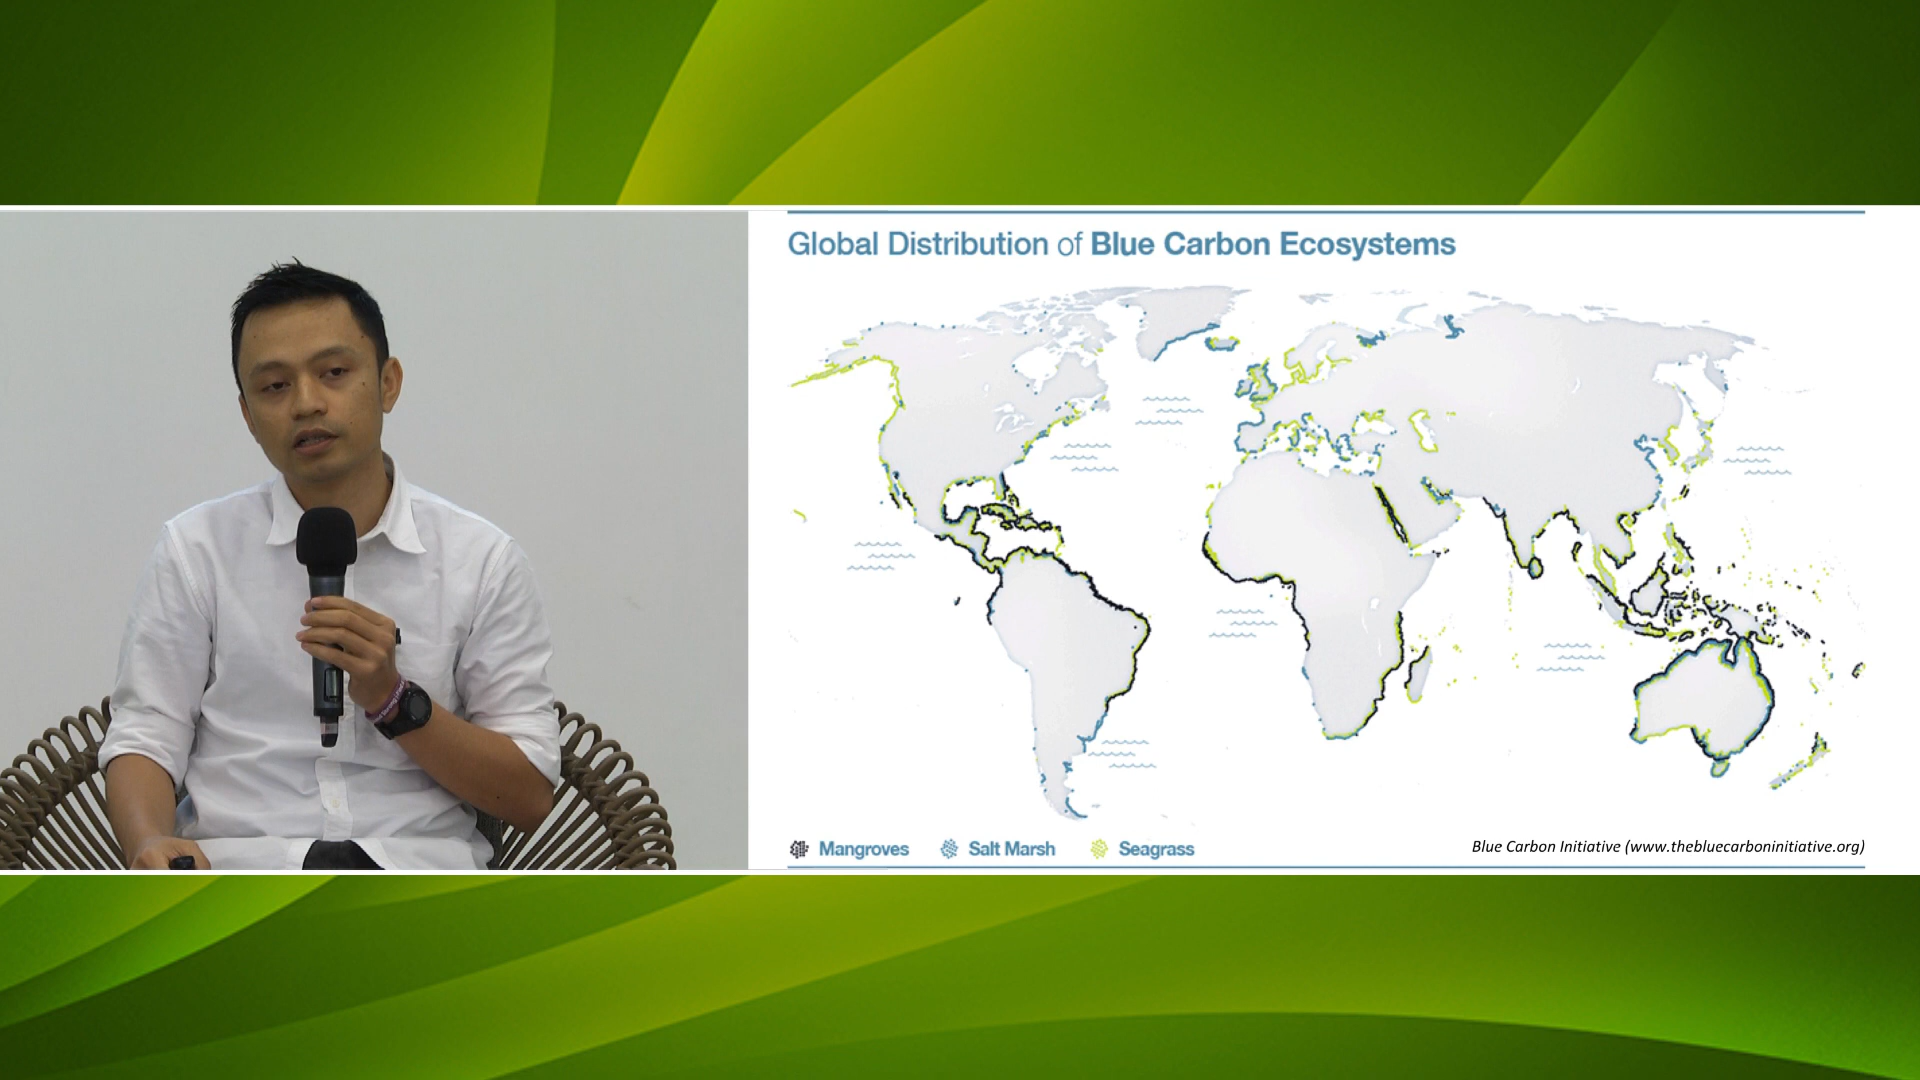 Global Distribution of Blue Carbon Ecosystems
Mangroves
Salt Marsh
Seagrass
Blue Carbon Initiative (www.thebluecarboninitiative.org)